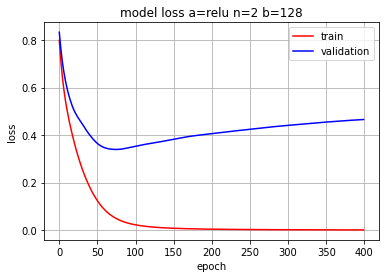 model loss a=relu n=2 b=128
train
validation
loss
0.8
0.6
0.4
0.2
0.0
0 50 100 150 200 250 300 350 400
epoch